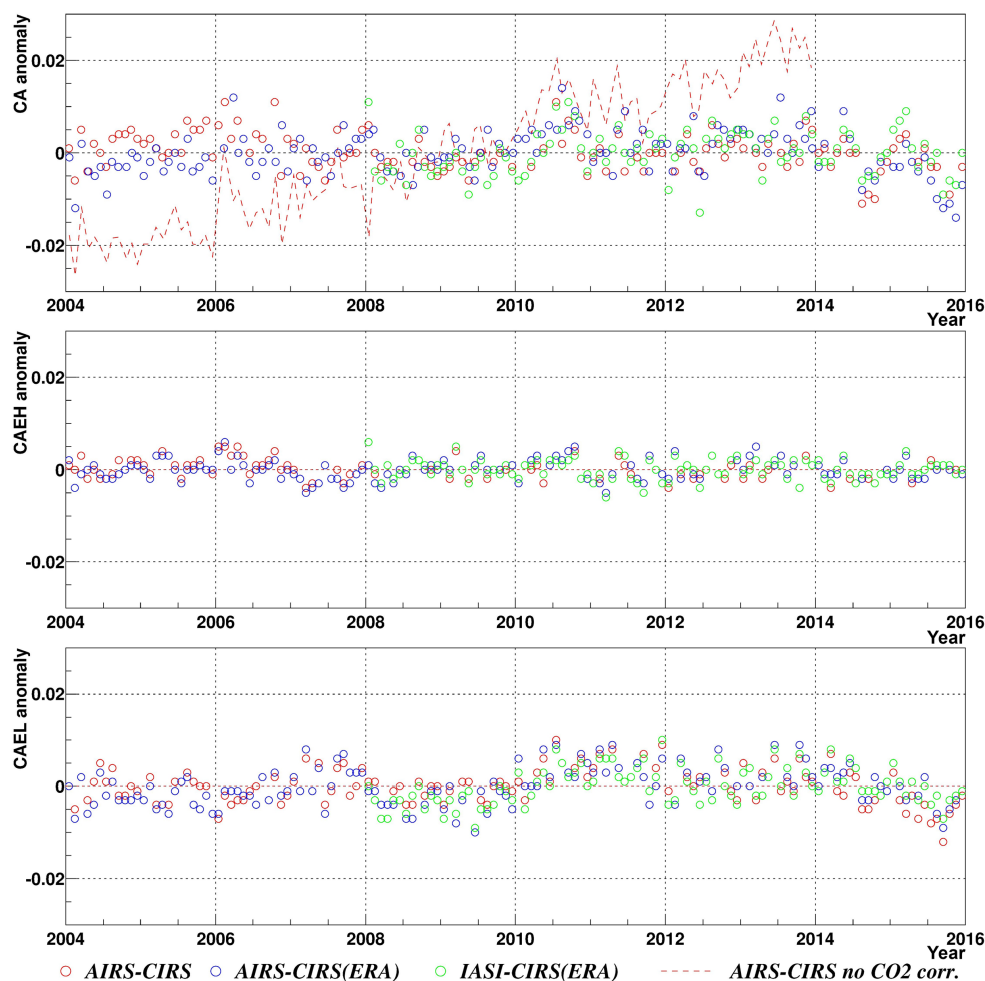 CA anomaly
0.02
0
-0.02
2004 2006 2008 2010 2012 2014 2016
Year
CAEH anomaly
0.02
0
-0.02
2004 2006 2008 2010 2012 2014 2016
Year
CAEL anomaly
0.02
0
-0.02
2004 2006 2008 2010 2012 2014 2016
Year
AIRS-CIRS AIRS-CIRS(ERA) IASI-CIRS(ERA) AIRS-CIRS no CO2 corr.